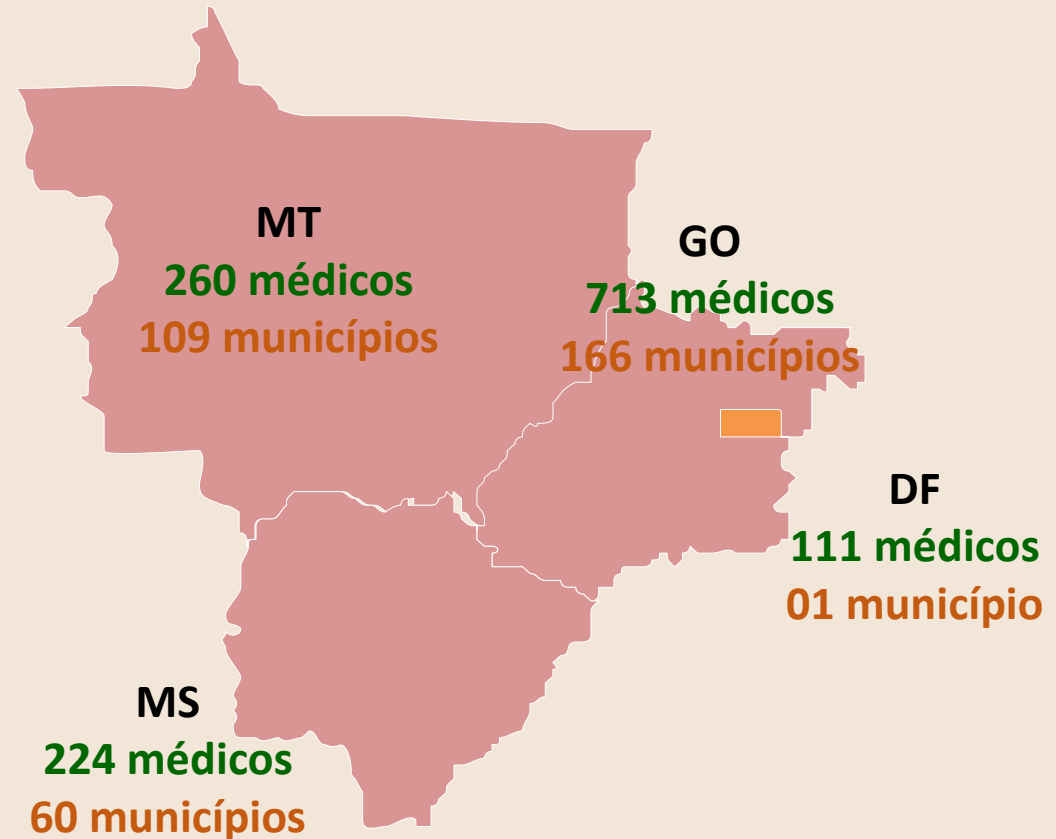 MT
260 médicos
109 municípios
GO
713 médicos
166 municípios
DF
111 médicos
01 município
MS
224 médicos
60 municípios